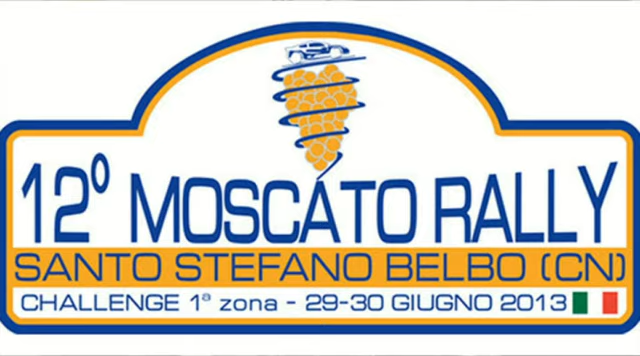 12° MOSCATO RALLY
SANTO STEFANO BELBO (CN)
CHALLENGE 1ª zona - 29-30 GIUGNO 2013